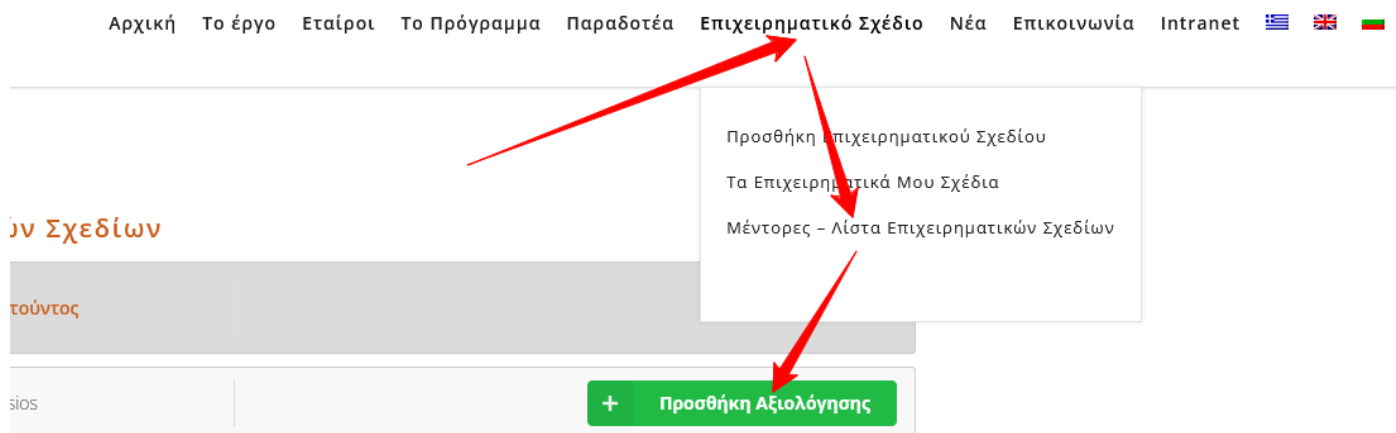 Αρχική Το έργο Εταίροι Το Πρόγραμμα Παραδοτέα Επιχειρηματικό Σχέδιο Νέα Επικοινωνία Intranet
Προσθήκη Επιχειρηματικού Σχεδίου
Τα Επιχειρηματικά Μου Σχέδια
Μέντορες – Λίστα Επιχειρηματικών Σχεδίων
ών Σχεδίων
τούντος
sios
+ Προσθήκη Αξιολόγησης